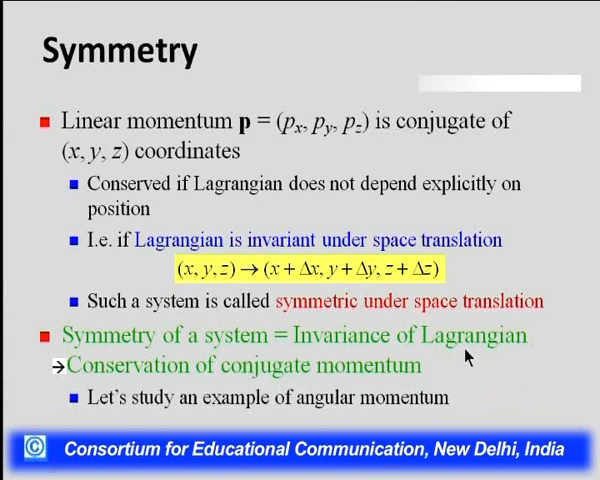 Symmetry
Linear momentum p = (pₓ, pᵧ, p_z) is conjugate of
(x, y, z) coordinates
Conserved if Lagrangian does not depend explicitly on
position
I.e. if Lagrangian is invariant under space translation
(x, y, z) → (x + Δx, y + Δy, z + Δz)
Such a system is called symmetric under space translation
Symmetry of a system = Invariance of Lagrangian
→Conservation of conjugate momentum
Let's study an example of angular momentum
© Consortium for Educational Communication, New Delhi, India